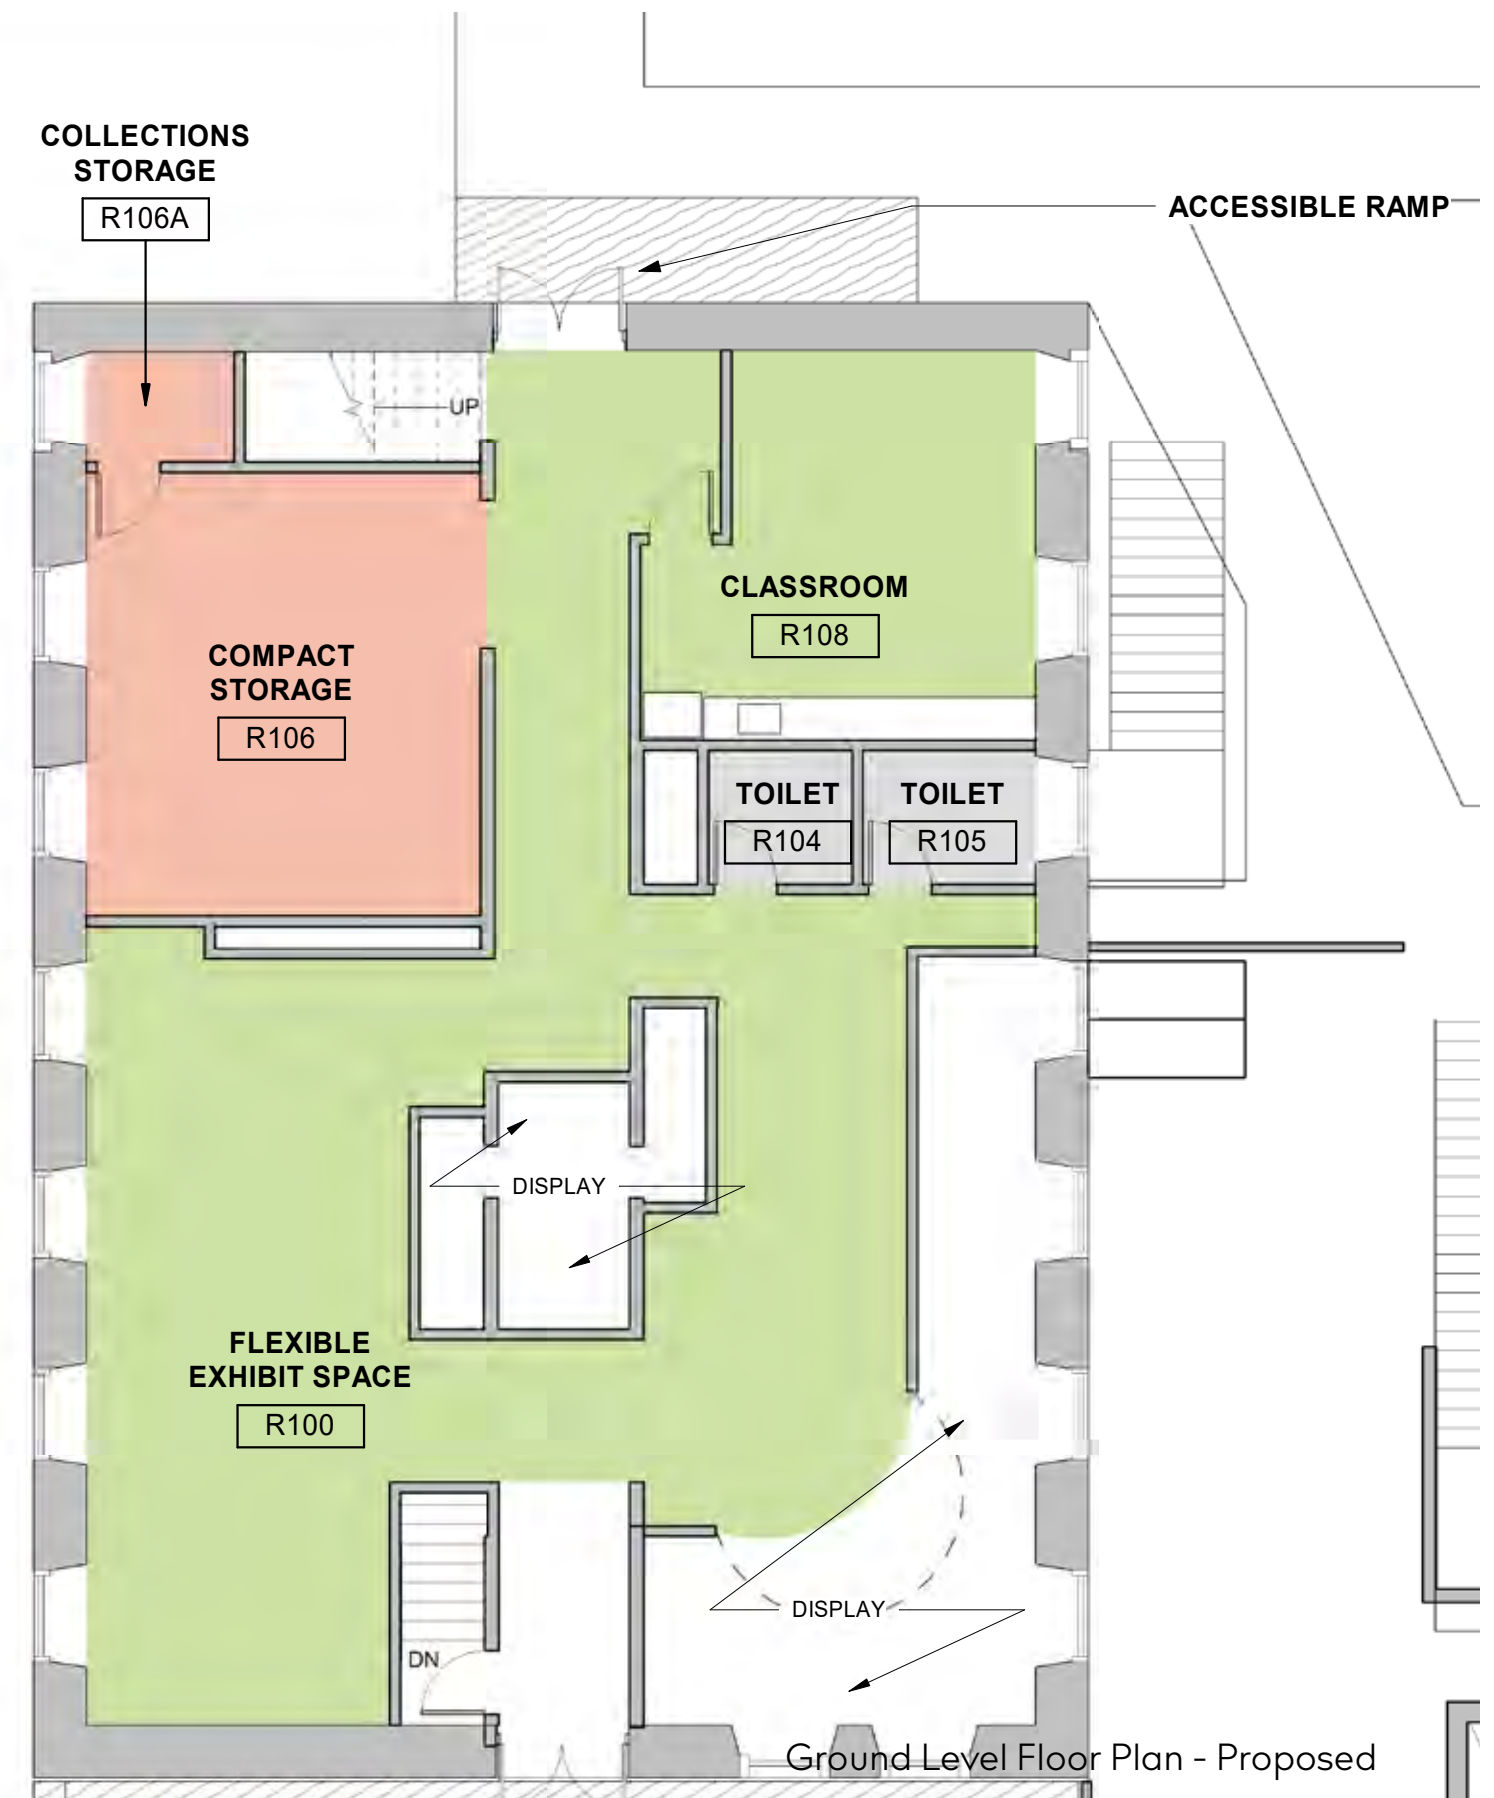 COLLECTIONS
STORAGE
R106A
ACCESSIBLE RAMP
UP
CLASSROOM
R108
COMPACT
STORAGE
R106
TOILET
R104
TOILET
R105
DISPLAY
FLEXIBLE
EXHIBIT SPACE
R100
DISPLAY
DN
Ground Level Floor Plan - Proposed